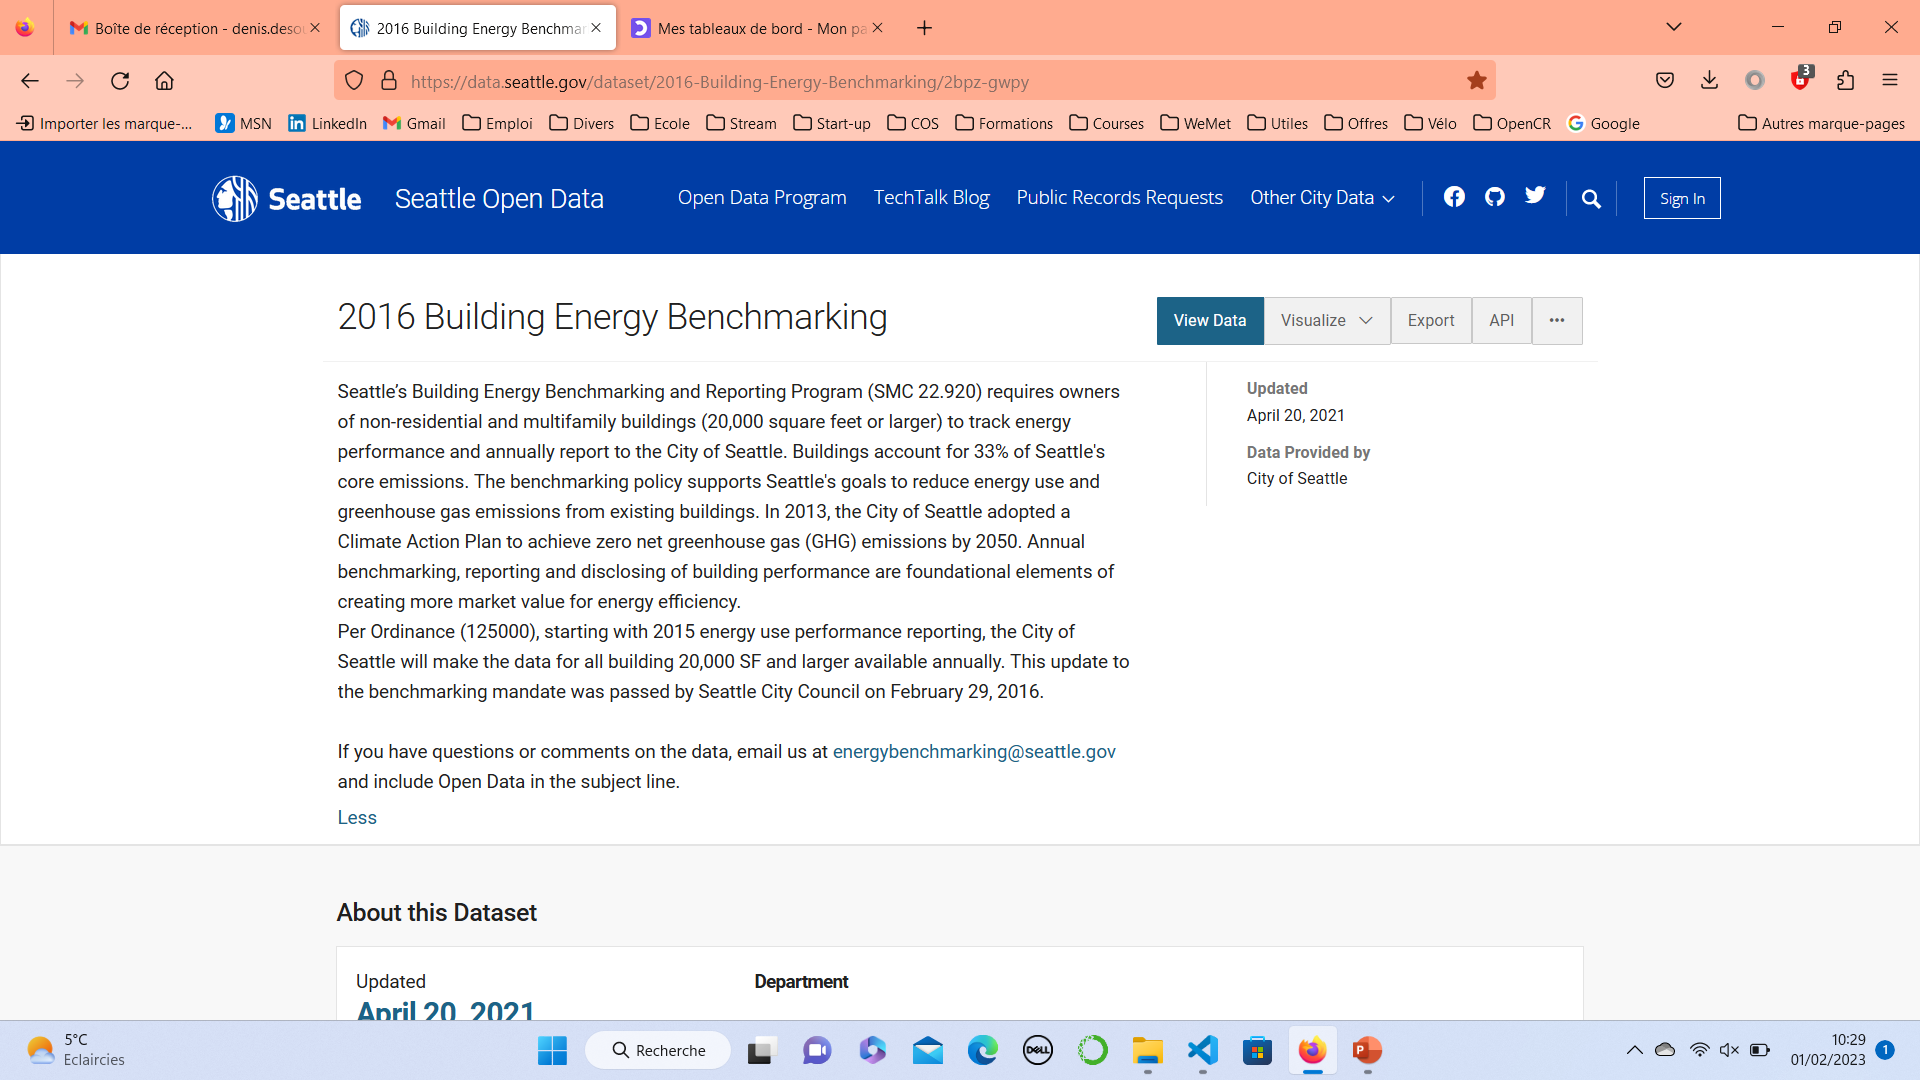 Boîte de réception - denis.deso
2016 Building Energy Benchmar
Mes tableaux de bord - Mon pa
https://data.seattle.gov/dataset/2016-Building-Energy-Benchmarking/2bpz-gwpy
3
Importer les marque-... MSN LinkedIn Gmail Emploi Divers Ecole Stream Start-up COS Formations Courses WeMet Utiles Offres Vélo OpenCR Google Autres marque-pages
Seattle Seattle Open Data Open Data Program TechTalk Blog Public Records Requests Other City Data Sign In
2016 Building Energy Benchmarking
View Data Visualize Export API ...
Seattle’s Building Energy Benchmarking and Reporting Program (SMC 22.920) requires owners
of non-residential and multifamily buildings (20,000 square feet or larger) to track energy
performance and annually report to the City of Seattle. Buildings account for 33% of Seattle's
core emissions. The benchmarking policy supports Seattle's goals to reduce energy use and
greenhouse gas emissions from existing buildings. In 2013, the City of Seattle adopted a
Climate Action Plan to achieve zero net greenhouse gas (GHG) emissions by 2050. Annual
benchmarking, reporting and disclosing of building performance are foundational elements of
creating more market value for energy efficiency.
Per Ordinance (125000), starting with 2015 energy use performance reporting, the City of
Seattle will make the data for all building 20,000 SF and larger available annually. This update to
the benchmarking mandate was passed by Seattle City Council on February 29, 2016.
If you have questions or comments on the data, email us at energybenchmarking@seattle.gov
and include Open Data in the subject line.
Less
Updated
April 20, 2021
Data Provided by
City of Seattle
About this Dataset
Updated
April 20, 2021
Department
5°C
Eclaircies
Recherche
DELL
10:29
01/02/2023
1